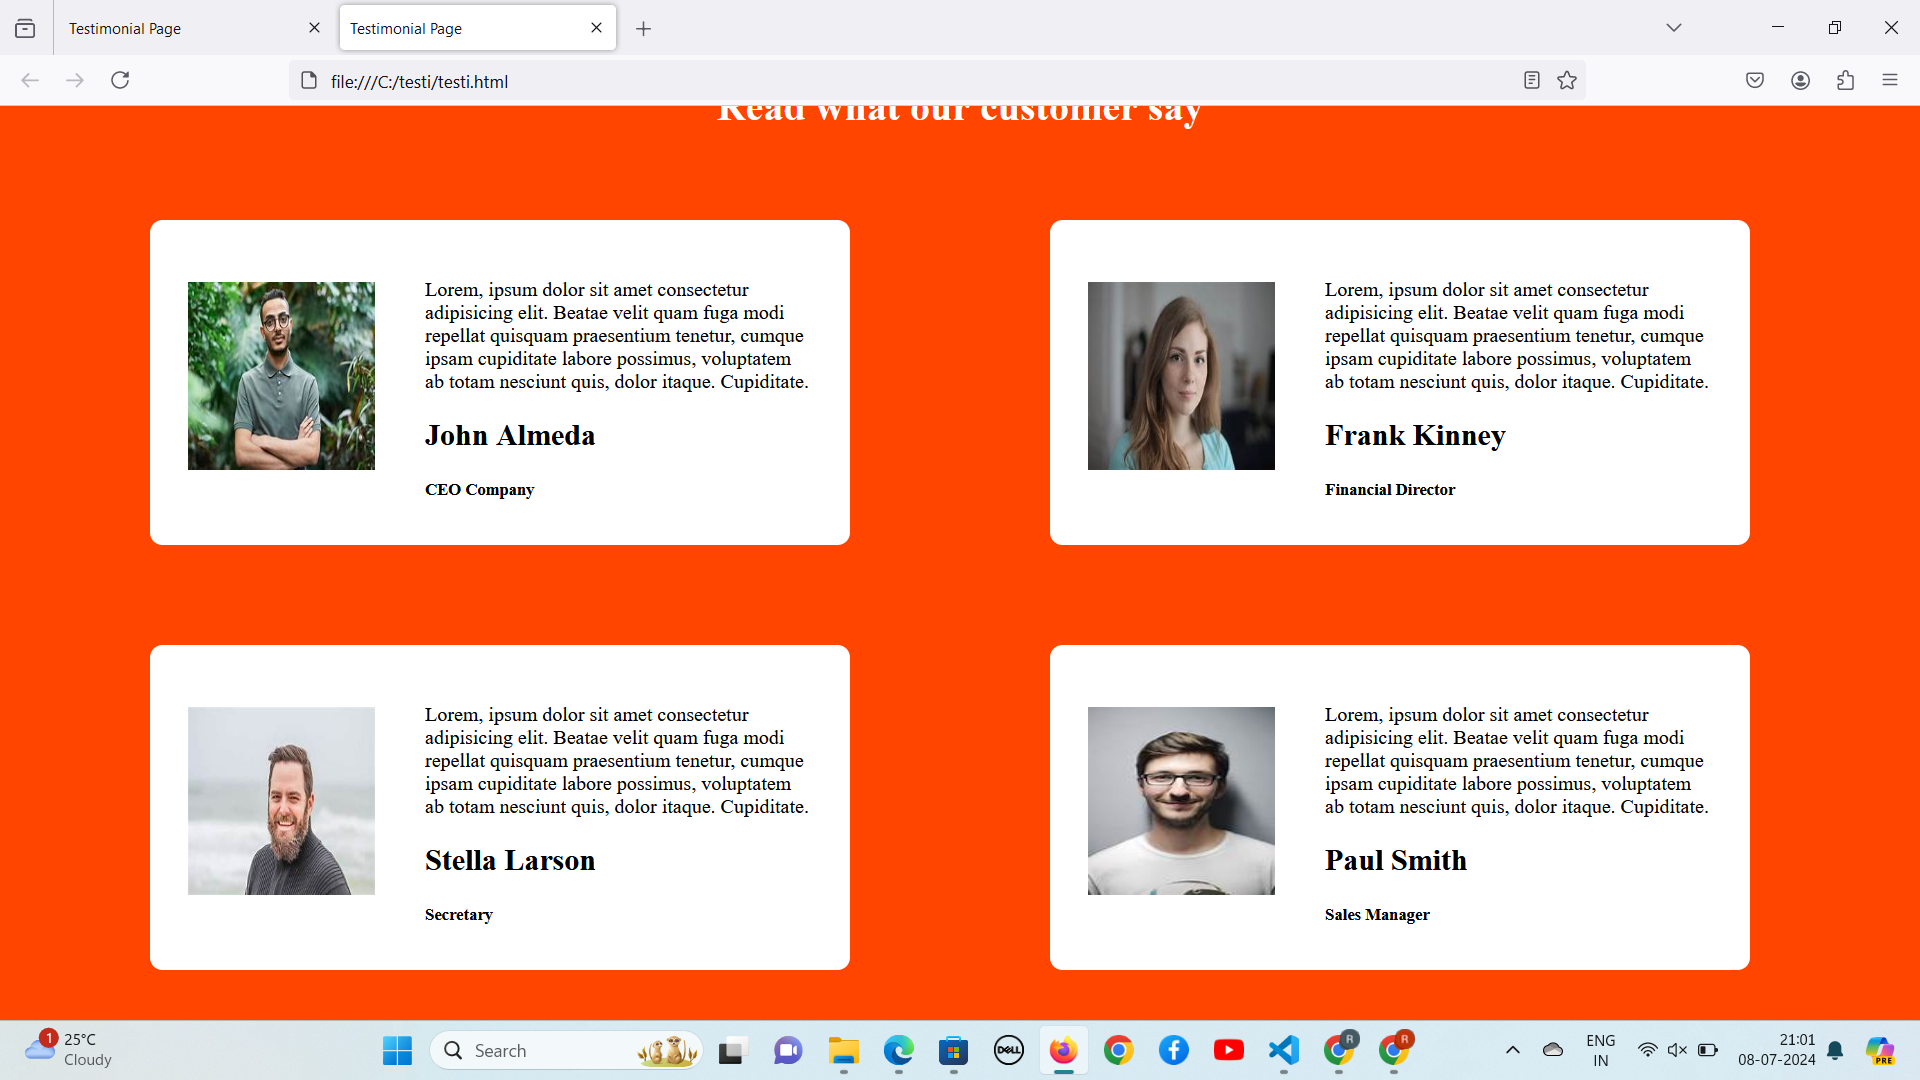 Testimonial Page
Testimonial Page
file:///C:/testi/testi.html
Read what our customer say
Lorem, ipsum dolor sit amet consectetur
adipisicing elit. Beatae velit quam fuga modi
repellat quisquam praesentium tenetur, cumque
ipsam cupiditate labore possimus, voluptatem
ab totam nesciunt quis, dolor itaque. Cupiditate.
John Almeda
CEO Company
Lorem, ipsum dolor sit amet consectetur
adipisicing elit. Beatae velit quam fuga modi
repellat quisquam praesentium tenetur, cumque
ipsam cupiditate labore possimus, voluptatem
ab totam nesciunt quis, dolor itaque. Cupiditate.
Frank Kinney
Financial Director
Lorem, ipsum dolor sit amet consectetur
adipisicing elit. Beatae velit quam fuga modi
repellat quisquam praesentium tenetur, cumque
ipsam cupiditate labore possimus, voluptatem
ab totam nesciunt quis, dolor itaque. Cupiditate.
Stella Larson
Secretary
Lorem, ipsum dolor sit amet consectetur
adipisicing elit. Beatae velit quam fuga modi
repellat quisquam praesentium tenetur, cumque
ipsam cupiditate labore possimus, voluptatem
ab totam nesciunt quis, dolor itaque. Cupiditate.
Paul Smith
Sales Manager
1
25°C
Cloudy
Search
DELL
R
R
ENG
IN
21:01
08-07-2024
PRE